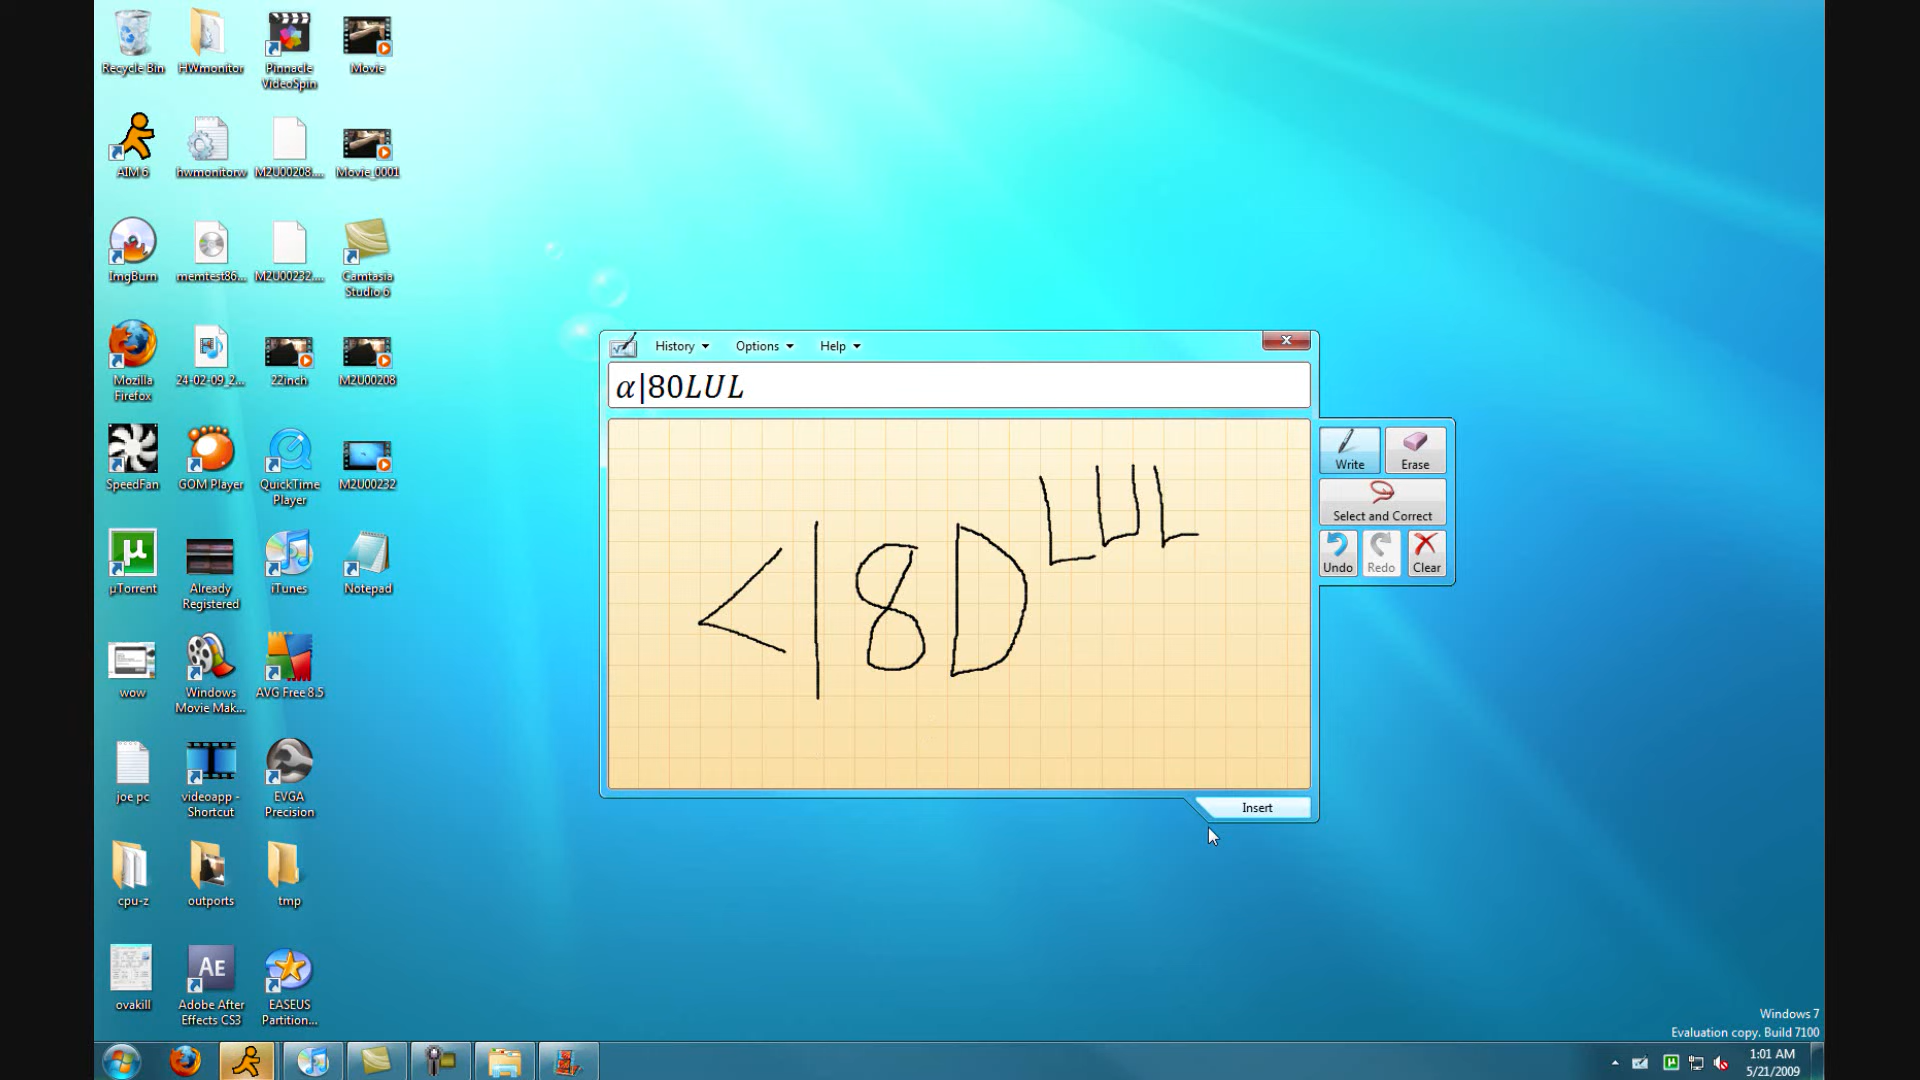 Recycle Bin
HWmonitor
Pinnacle VideoSpin
Movie
AIM 6
hwmonitorw
M2U00208....
Movie_0001
ImgBurn
memtest86...
M2U00232....
Camtasia Studio 6
Mozilla Firefox
24-02-09_2...
22inch
M2U00208
SpeedFan
GOM Player
QuickTime Player
M2U00232
µTorrent
Already Registered
iTunes
Notepad
wow
Windows Movie Mak...
AVG Free 8.5
joe pc
videoapp - Shortcut
EVGA Precision
cpu-z
outports
tmp
ovakill
Adobe After Effects CS3
EASEUS Partition...
History Options Help
α|80LUL
<|8D LUL
Write
Erase
Select and Correct
Undo
Redo
Clear
Insert
Windows 7
Evaluation copy. Build 7100
1:01 AM
5/21/2009